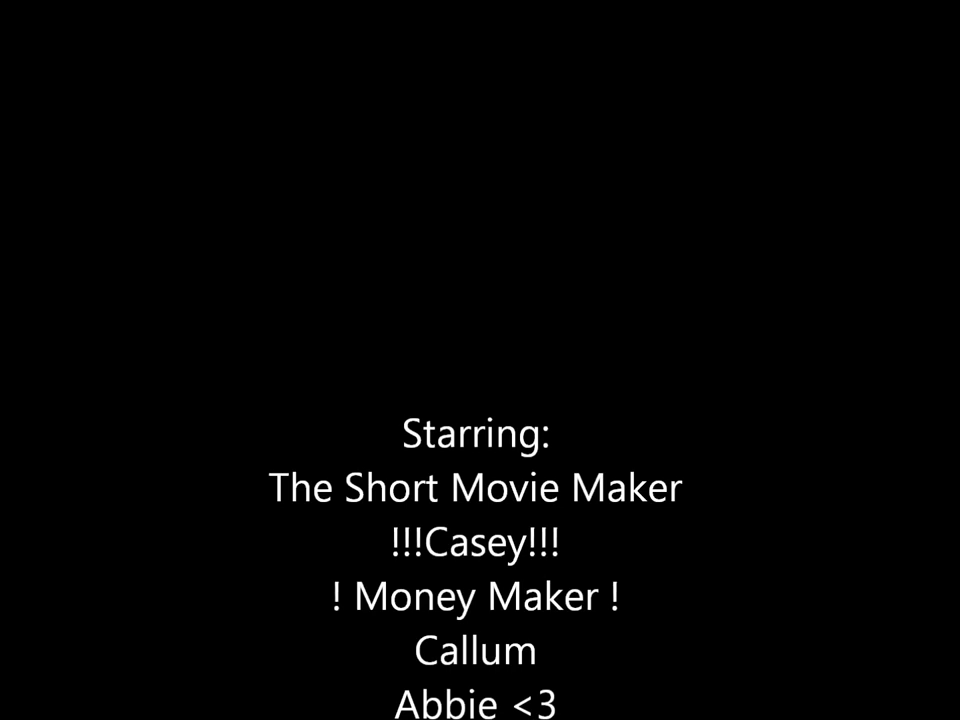 Starring:
The Short Movie Maker
!!!Casey!!!
! Money Maker !
Callum
Abbie <3